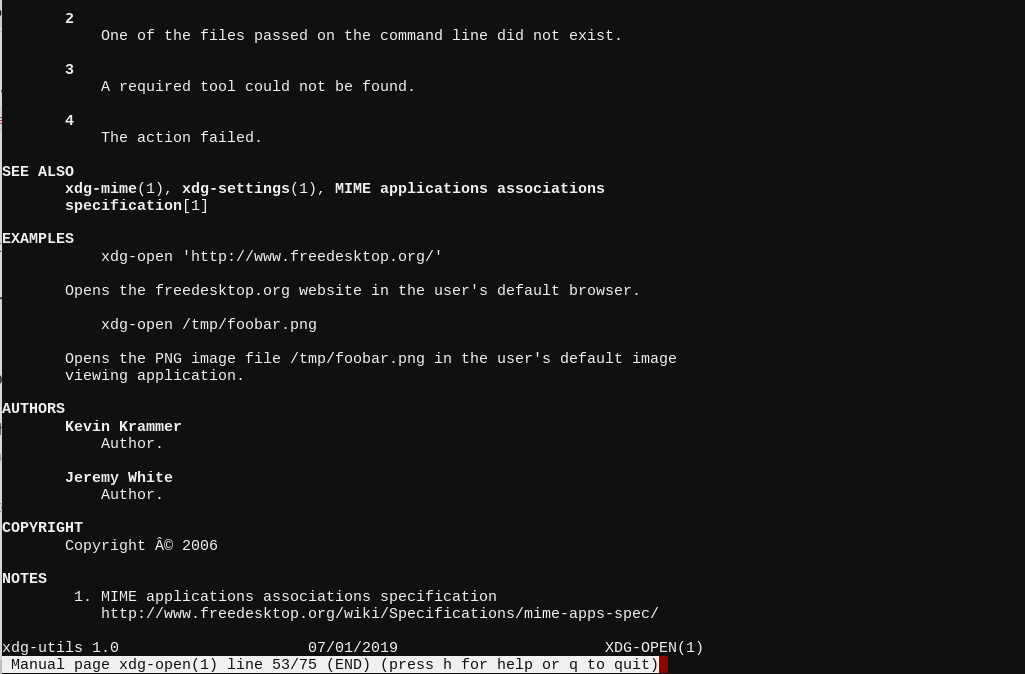 2
One of the files passed on the command line did not exist.
3
A required tool could not be found.
4
The action failed.
SEE ALSO
xdg-mime(1), xdg-settings(1), MIME applications associations
specification[1]
EXAMPLES
xdg-open 'http://www.freedesktop.org/'
Opens the freedesktop.org website in the user's default browser.
xdg-open /tmp/foobar.png
Opens the PNG image file /tmp/foobar.png in the user's default image
viewing application.
AUTHORS
Kevin Krammer
Author.
Jeremy White
Author.
COPYRIGHT
Copyright Â© 2006
NOTES
1. MIME applications associations specification
http://www.freedesktop.org/wiki/Specifications/mime-apps-spec/
xdg-utils 1.0 07/01/2019 XDG-OPEN(1)
Manual page xdg-open(1) line 53/75 (END) (press h for help or q to quit)